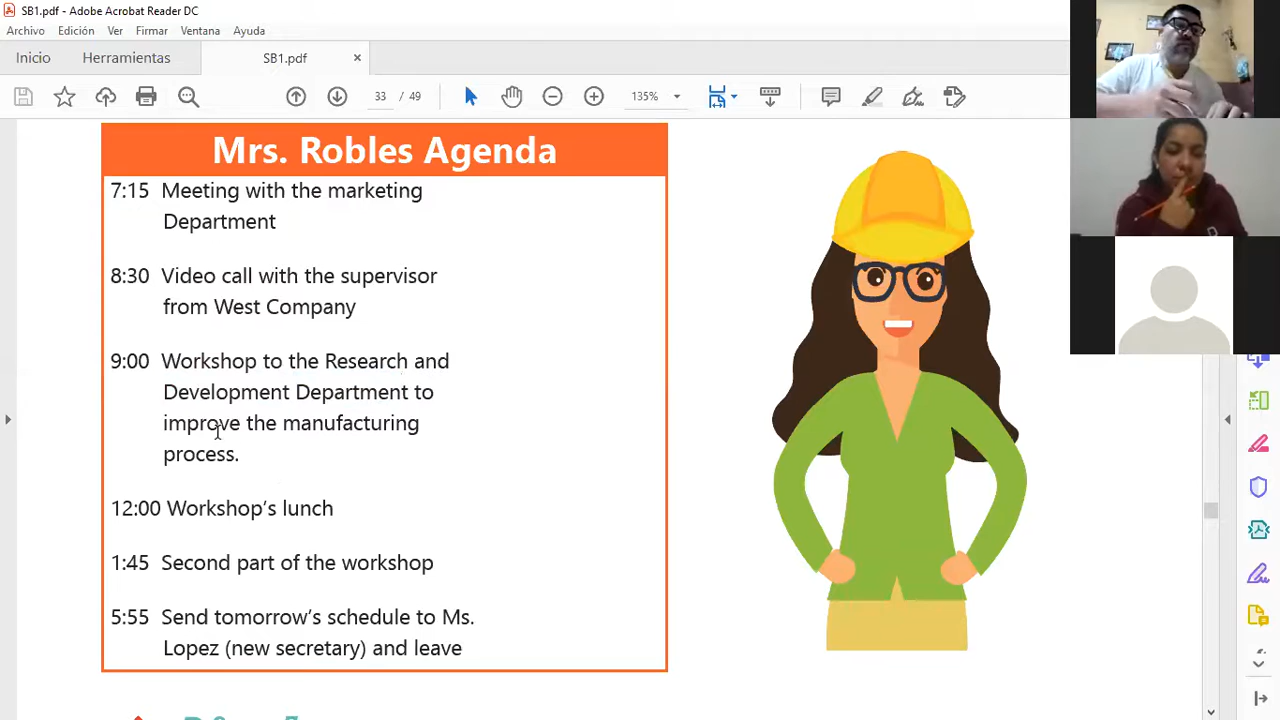 SB1.pdf - Adobe Acrobat Reader DC
Archivo Edición Ver Firmar Ventana Ayuda
Inicio Herramientas SB1.pdf ×
33 / 49 135%
Mrs. Robles Agenda
7:15 Meeting with the marketing
Department
8:30 Video call with the supervisor
from West Company
9:00 Workshop to the Research and
Development Department to
improve the manufacturing
process.
12:00 Workshop's lunch
1:45 Second part of the workshop
5:55 Send tomorrow's schedule to Ms.
Lopez (new secretary) and leave